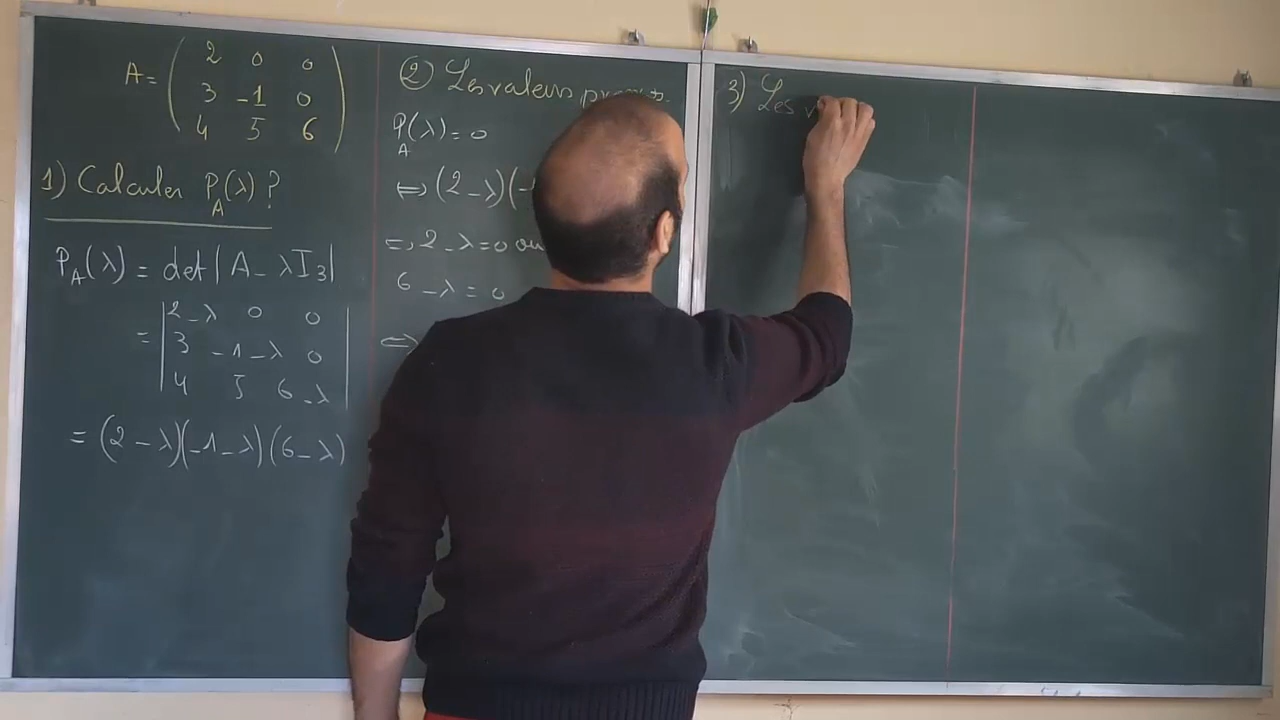 A = ( 2 0 0
3 -1 0
4 5 6 )
1) Calculer P_A(λ) ?
P_A(λ) = det | A - λI_3 |
= | 2-λ 0 0
3 -1-λ 0
4 5 6-λ |
= (2-λ)(-1-λ)(6-λ)
② Les valeurs
P_A(λ) = 0
⟺ (2-λ)(-
⟺ 2-λ = 0 ou
6-λ = 0
⟺
3) Les v